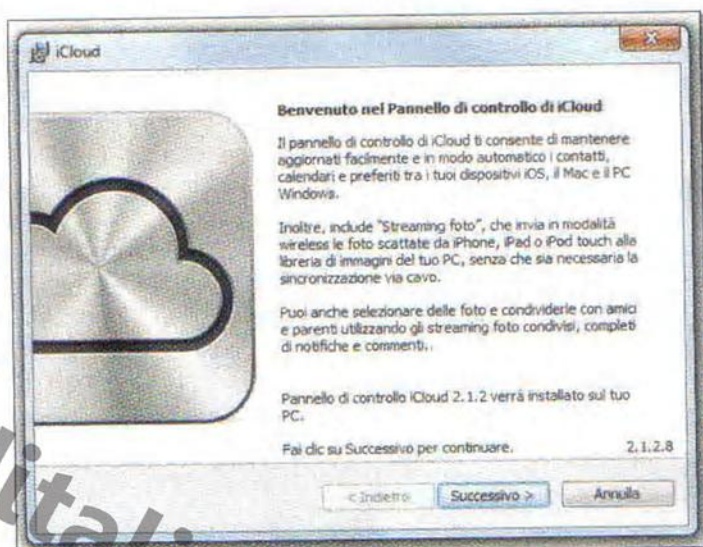 iCloud
Benvenuto nel Pannello di controllo di iCloud
Il pannello di controllo di iCloud ti consente di mantenere
aggiornati facilmente e in modo automatico i contatti,
calendari e preferiti tra i tuoi dispositivi iOS, il Mac e il PC
Windows.
Inoltre, include "Streaming foto", che invia in modalità
wireless le foto scattate da iPhone, iPad o iPod touch alla
libreria di immagini del tuo PC, senza che sia necessaria la
sincronizzazione via cavo.
Puoi anche selezionare delle foto e condividerle con amici
e parenti utilizzando gli streaming foto condivisi, completi
di notifiche e commenti..
Pannello di controllo iCloud 2.1.2 verrà installato sul tuo
PC.
Fai clic su Successivo per continuare. 2.1.2.8
< Indietro Successivo > Annulla